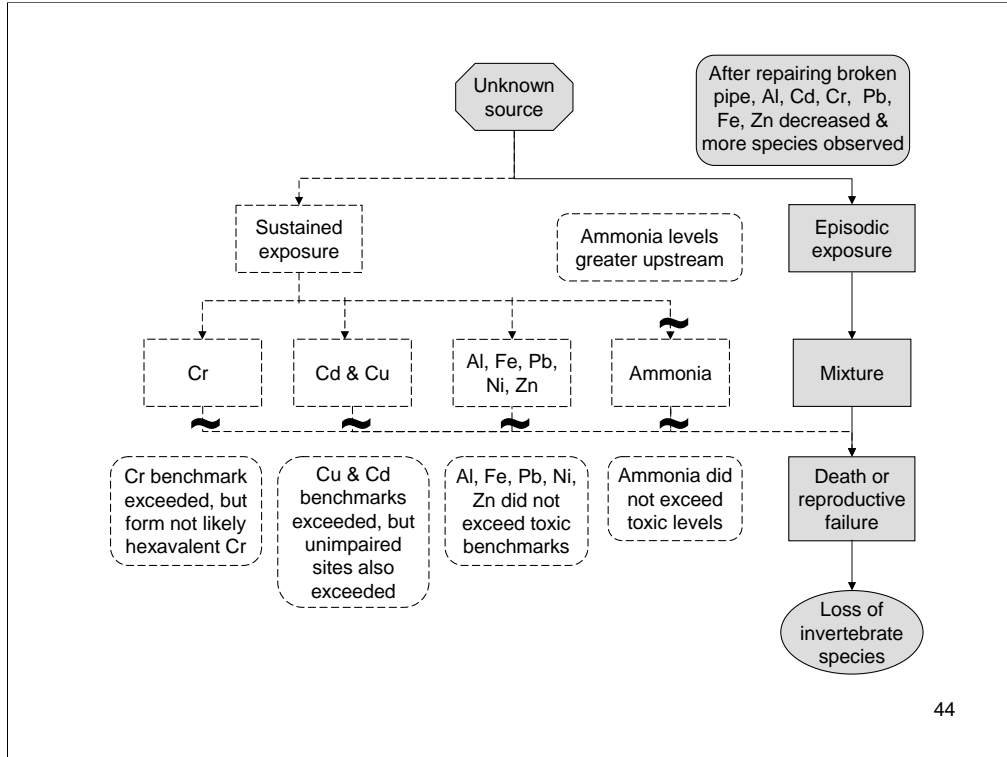 Unknown
source
After repairing broken
pipe, Al, Cd, Cr, Pb,
Fe, Zn decreased &
more species observed
Sustained
exposure
Ammonia levels
greater upstream
Episodic
exposure
Cr
Cd & Cu
Al, Fe, Pb,
Ni, Zn
Ammonia
Mixture
Cr benchmark
exceeded, but
form not likely
hexavalent Cr
Cu & Cd
benchmarks
exceeded, but
unimpaired
sites also
exceeded
Al, Fe, Pb, Ni,
Zn did not
exceed toxic
benchmarks
Ammonia did
not exceed
toxic levels
Death or
reproductive
failure
Loss of
invertebrate
species
44